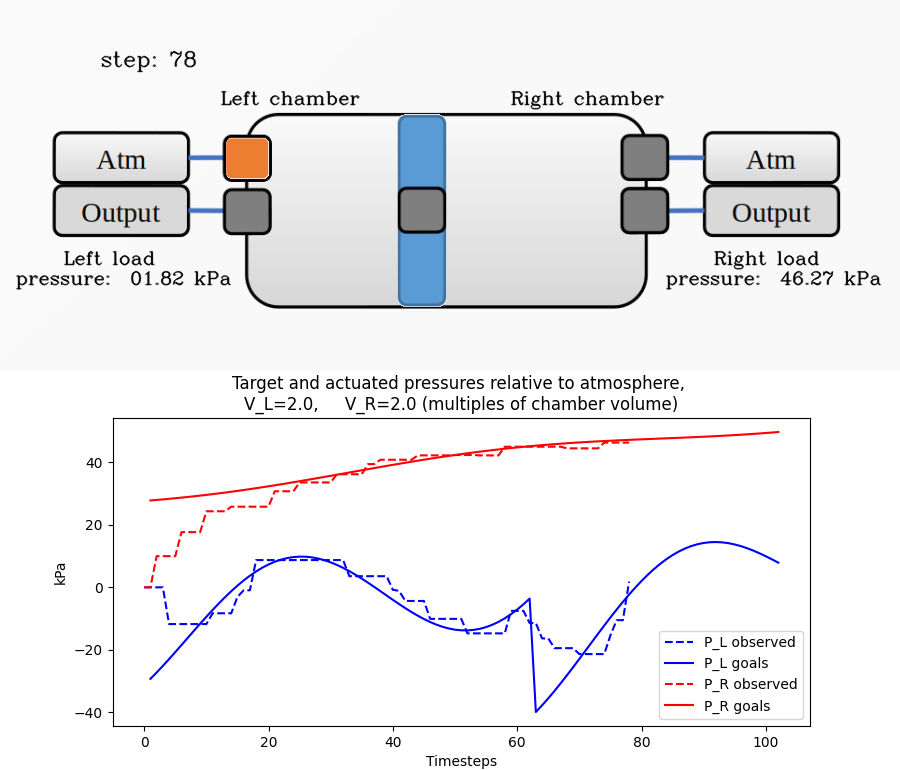 step: 78
Left chamber
Right chamber
Atm
Atm
Output
Output
Left load
pressure: 01.82 kPa
Right load
pressure: 46.27 kPa
Target and actuated pressures relative to atmosphere,
V_L=2.0, V_R=2.0 (multiples of chamber volume)
kPa
40
20
0
−20
−40
P_L observed
P_L goals
P_R observed
P_R goals
0
20
40
60
80
100
Timesteps